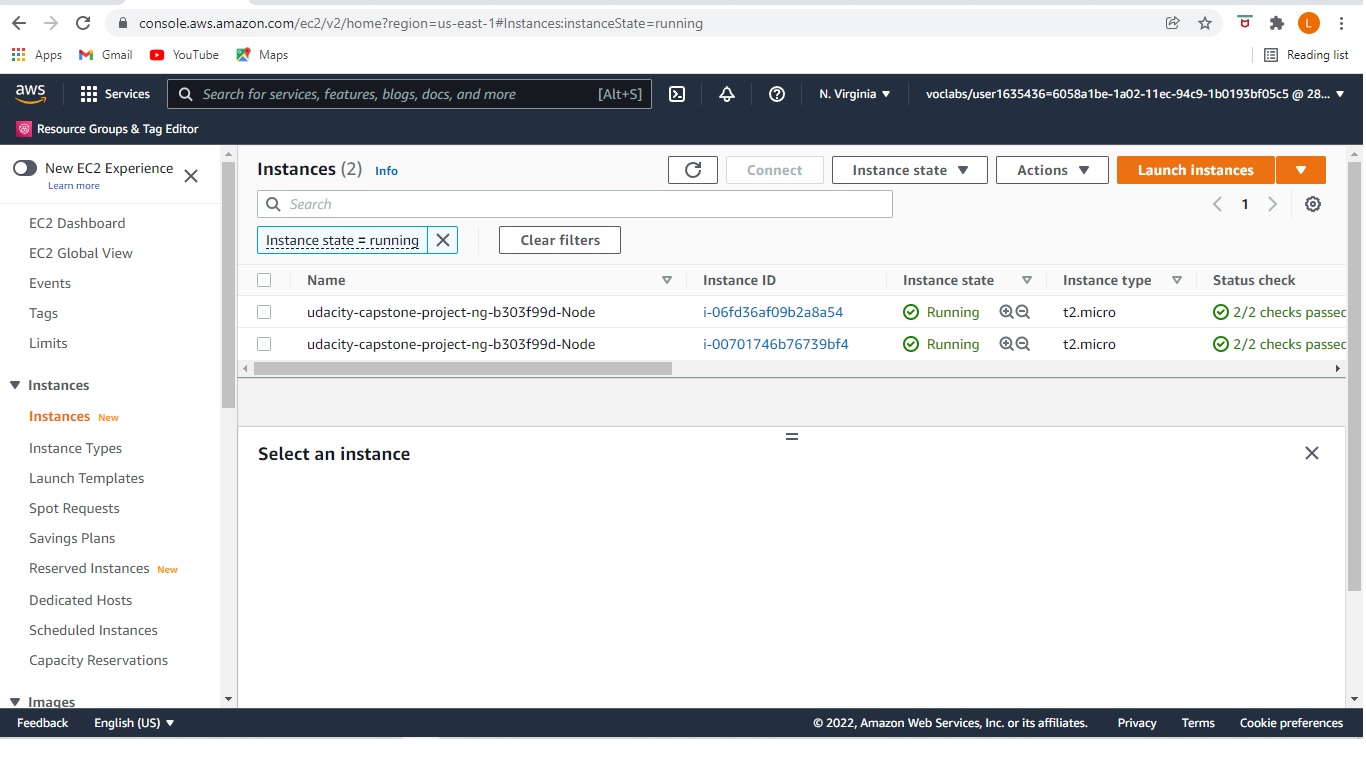 console.aws.amazon.com/ec2/v2/home?region=us-east-1#Instances:instanceState=running
Apps Gmail YouTube Maps Reading list
aws Services Search for services, features, blogs, docs, and more [Alt+S] N. Virginia voclabs/user1635436=6058a1be-1a02-11ec-94c9-1b0193bf05c5 @ 28...
Resource Groups & Tag Editor
New EC2 Experience
Learn more
EC2 Dashboard
EC2 Global View
Events
Tags
Limits
Instances
Instances New
Instance Types
Launch Templates
Spot Requests
Savings Plans
Reserved Instances New
Dedicated Hosts
Scheduled Instances
Capacity Reservations
Images
Instances (2) Info Connect Instance state Actions Launch instances
Search 1
Instance state = running Clear filters
Name Instance ID Instance state Instance type Status check
udacity-capstone-project-ng-b303f99d-Node i-06fd36af09b2a8a54 Running t2.micro 2/2 checks passed
udacity-capstone-project-ng-b303f99d-Node i-00701746b76739bf4 Running t2.micro 2/2 checks passed
Select an instance
Feedback English (US) © 2022, Amazon Web Services, Inc. or its affiliates. Privacy Terms Cookie preferences